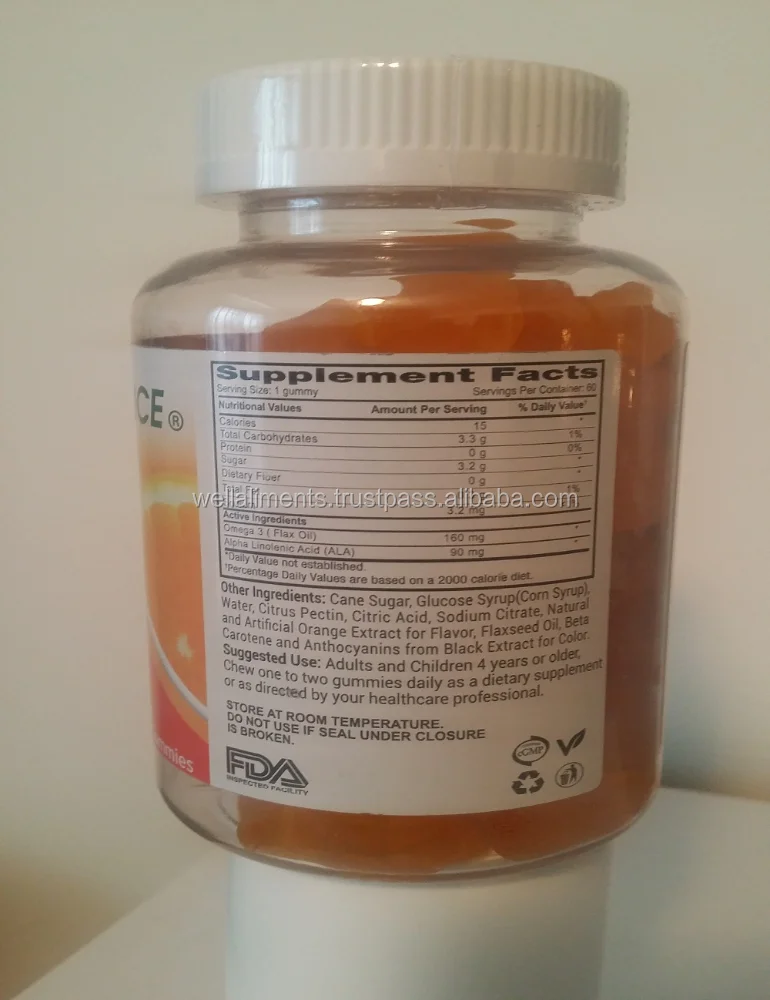 CE®
Supplement Facts
Serving Size: 1 gummy Servings Per Container: 60
Nutritional Values Amount Per Serving % Daily Value†
Calories 15 *
Total Carbohydrates 3.3 g 1%
Protein 0 g 0%
Sugar 3.2 g *
Dietary Fiber 0 g *
Total 1%
wellaliments.trustpass.alibaba.com
3.2 mg
Active Ingredients *
Omega 3 ( Flax Oil) 160 mg *
Alpha Linolenic Acid (ALA) 90 mg
*Daily Value not established.
†Percentage Daily Values are based on a 2000 calorie diet.
Other Ingredients: Cane Sugar, Glucose Syrup(Corn Syrup),
Water, Citrus Pectin, Citric Acid, Sodium Citrate, Natural
and Artificial Orange Extract for Flavor, Flaxseed Oil, Beta
Carotene and Anthocyanins from Black Extract for Color.
Suggested Use: Adults and Children 4 years or older,
Chew one to two gummies daily as a dietary supplement
or as directed by your healthcare professional.
STORE AT ROOM TEMPERATURE.
DO NOT USE IF SEAL UNDER CLOSURE
IS BROKEN.
FDA
INSPECTED FACILITY
cGMP
mmies